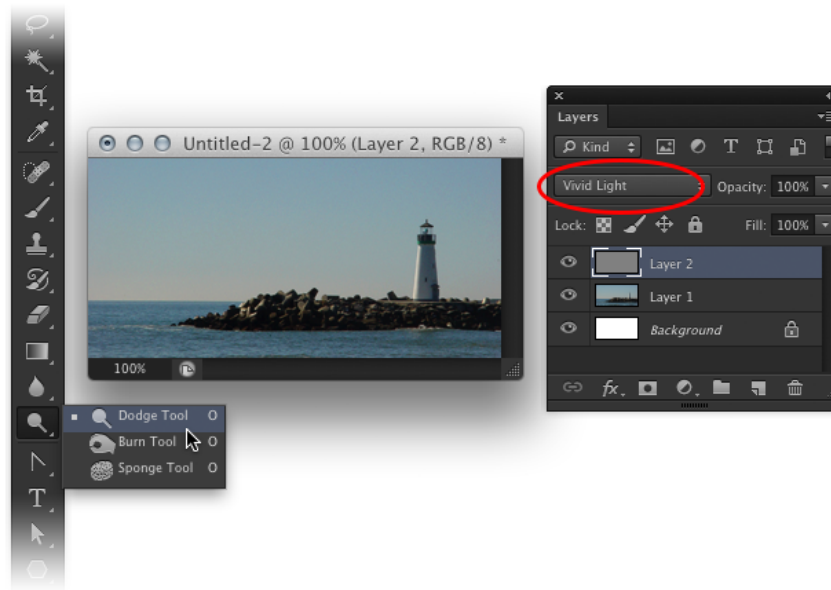 Untitled-2 @ 100% (Layer 2, RGB/8) *
100%
Dodge Tool O
Burn Tool O
Sponge Tool O
T
Layers
Kind T
Vivid Light Opacity: 100%
Lock: Fill: 100%
Layer 2
Layer 1
Background
fx.